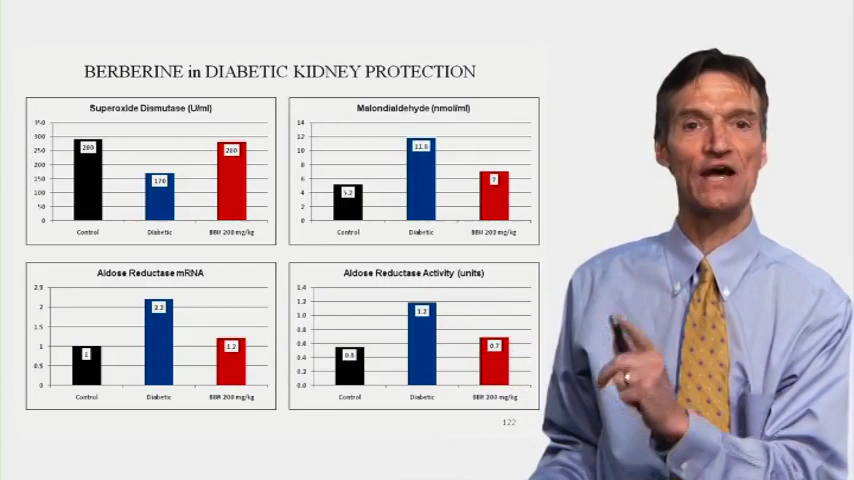 BERBERINE in DIABETIC KIDNEY PROTECTION
Superoxide Dismutase (U/ml)
350
300
250
200
150
100
50
0
280
170
280
Control
Diabetic
BBR 200 mg/kg
Malondialdehyde (nmol/ml)
14
12
10
8
6
4
2
0
5.2
11.8
7
Control
Diabetic
BBR 200 mg/kg
Aldose Reductase mRNA
2.5
2
1.5
1
0.5
0
1
2.2
1.2
Control
Diabetic
BBR 200 mg/kg
Aldose Reductase Activity (units)
1.4
1.2
1.0
0.8
0.6
0.4
0.2
0.0
1.2
0.7
Control
Diabetic
BBR 200 mg/kg
122